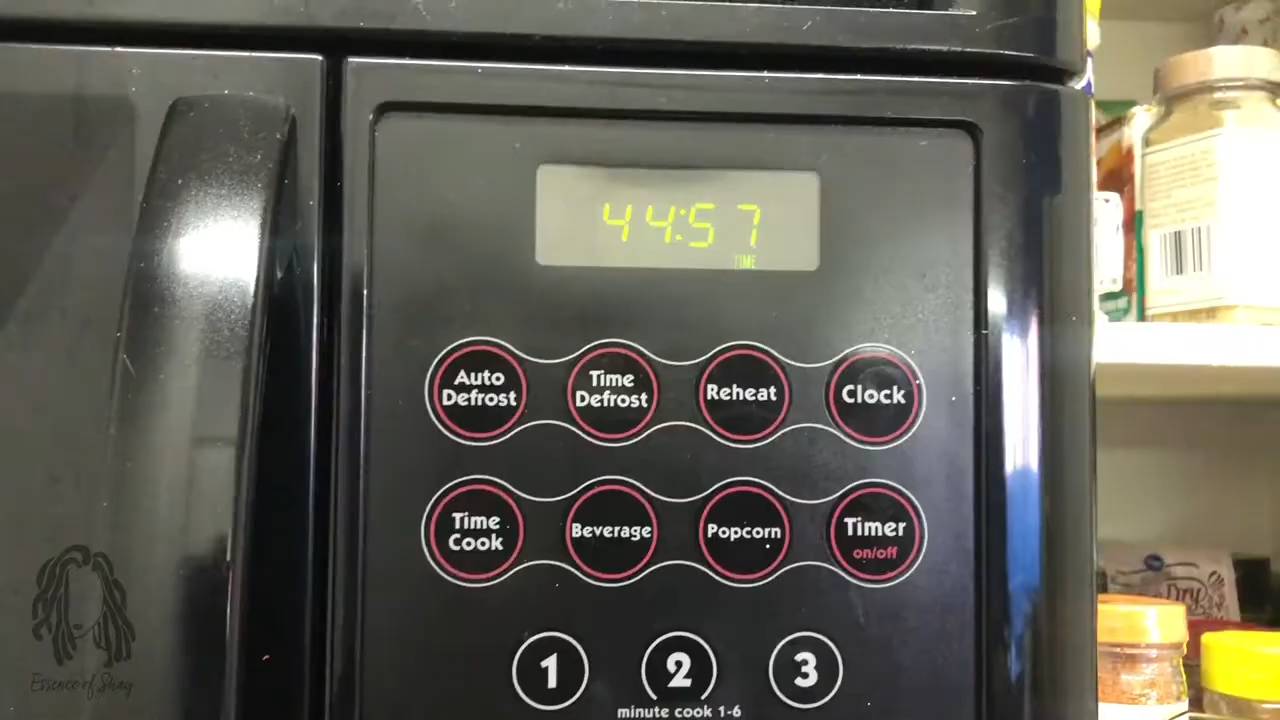 44:57
TIME
Auto Defrost
Time Defrost
Reheat
Clock
Time Cook
Beverage
Popcorn
Timer
on/off
1
2
3
minute cook 1-6
Essence of Shay